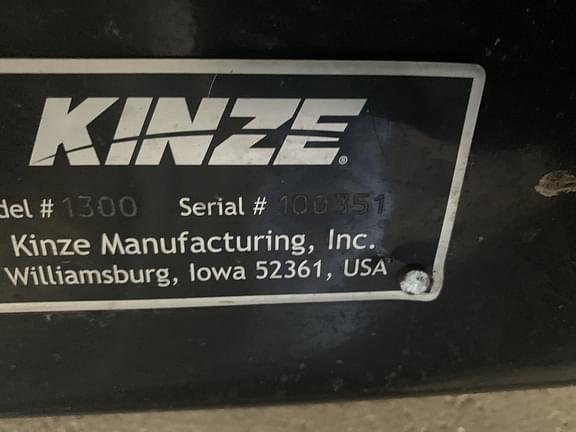 KINZE®
del # 1300 Serial # 100351
Kinze Manufacturing, Inc.
Williamsburg, Iowa 52361, USA